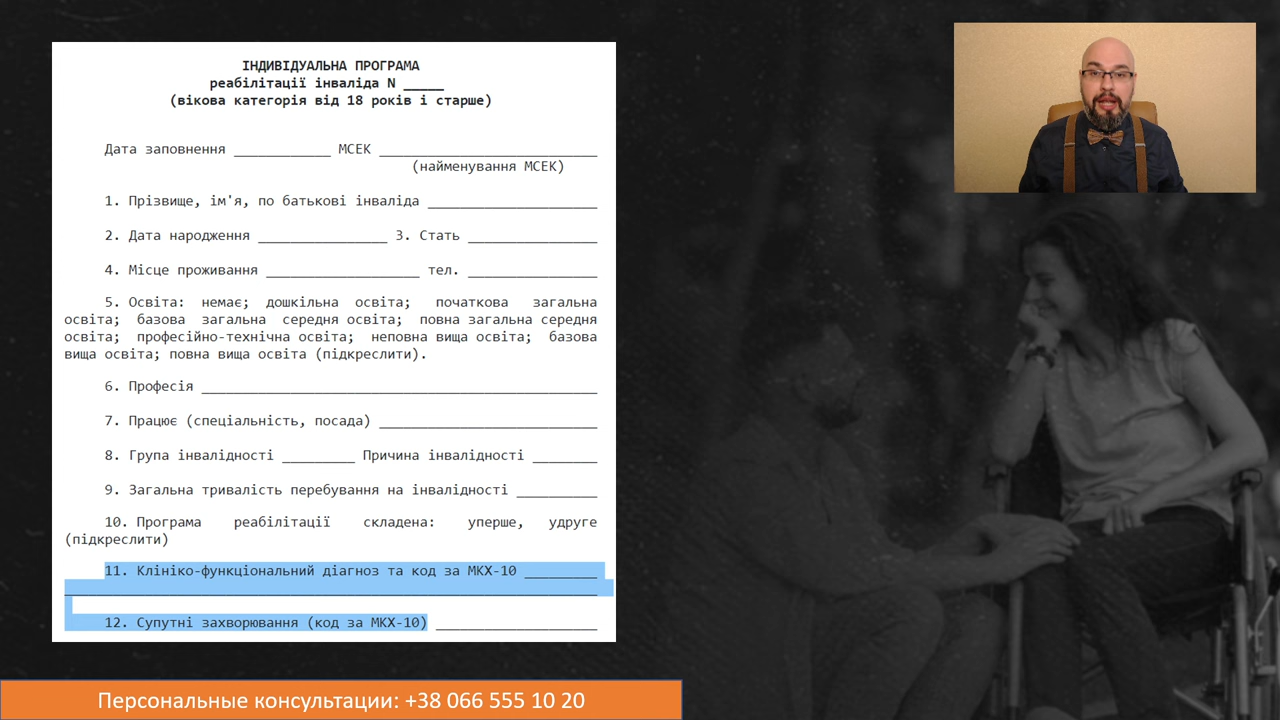 ІНДИВІДУАЛЬНА ПРОГРАМА
реабілітації інваліда N _____
(вікова категорія від 18 років і старше)
Дата заповнення ____________ МСЕК ___________________________
(найменування МСЕК)
1. Прізвище, ім'я, по батькові інваліда _____________________
2. Дата народження ________________ 3. Стать ________________
4. Місце проживання ___________________ тел. ________________
5. Освіта: немає; дошкільна освіта; початкова загальна
освіта; базова загальна середня освіта; повна загальна середня
освіта; професійно-технічна освіта; неповна вища освіта; базова
вища освіта; повна вища освіта (підкреслити).
6. Професія _________________________________________________
7. Працює (спеціальність, посада) ___________________________
8. Група інвалідності _________ Причина інвалідності ________
9. Загальна тривалість перебування на інвалідності __________
10. Програма реабілітації складена: уперше, удруге
(підкреслити)
11. Клініко-функціональний діагноз та код за МКХ-10 _________
__________________________________________________________________
12. Супутні захворювання (код за МКХ-10) ____________________
Персональные консультации: +38 066 555 10 20